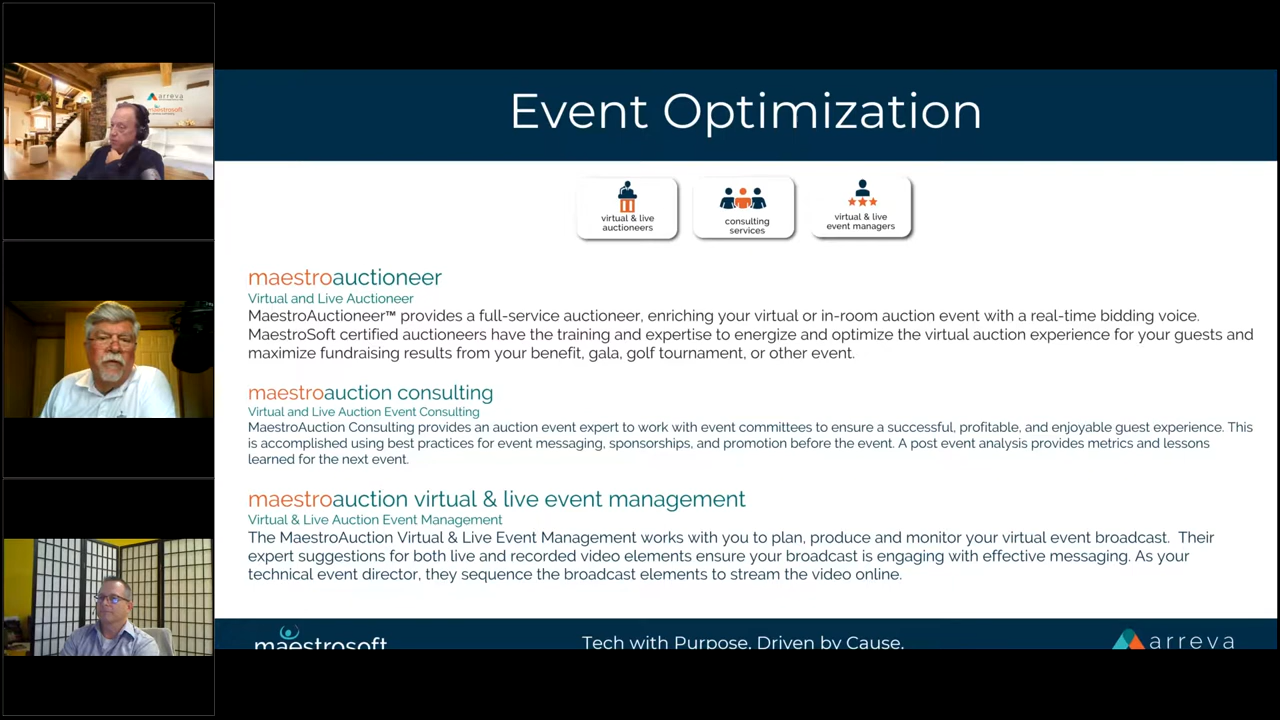 arreva
maestrosoft
Event Optimization
virtual & live
auctioneers
consulting
services
virtual & live
event managers
maestroauctioneer
Virtual and Live Auctioneer
MaestroAuctioneer™ provides a full-service auctioneer, enriching your virtual or in-room auction event with a real-time bidding voice.
MaestroSoft certified auctioneers have the training and expertise to energize and optimize the virtual auction experience for your guests and
maximize fundraising results from your benefit, gala, golf tournament, or other event.
maestroauction consulting
Virtual and Live Auction Event Consulting
MaestroAuction Consulting provides an auction event expert to work with event committees to ensure a successful, profitable, and enjoyable guest experience. This
is accomplished using best practices for event messaging, sponsorships, and promotion before the event. A post event analysis provides metrics and lessons
learned for the next event.
maestroauction virtual & live event management
Virtual & Live Auction Event Management
The MaestroAuction Virtual & Live Event Management works with you to plan, produce and monitor your virtual event broadcast. Their
expert suggestions for both live and recorded video elements ensure your broadcast is engaging with effective messaging. As your
technical event director, they sequence the broadcast elements to stream the video online.
maestrosoft
Tech with Purpose. Driven by Cause.
arreva